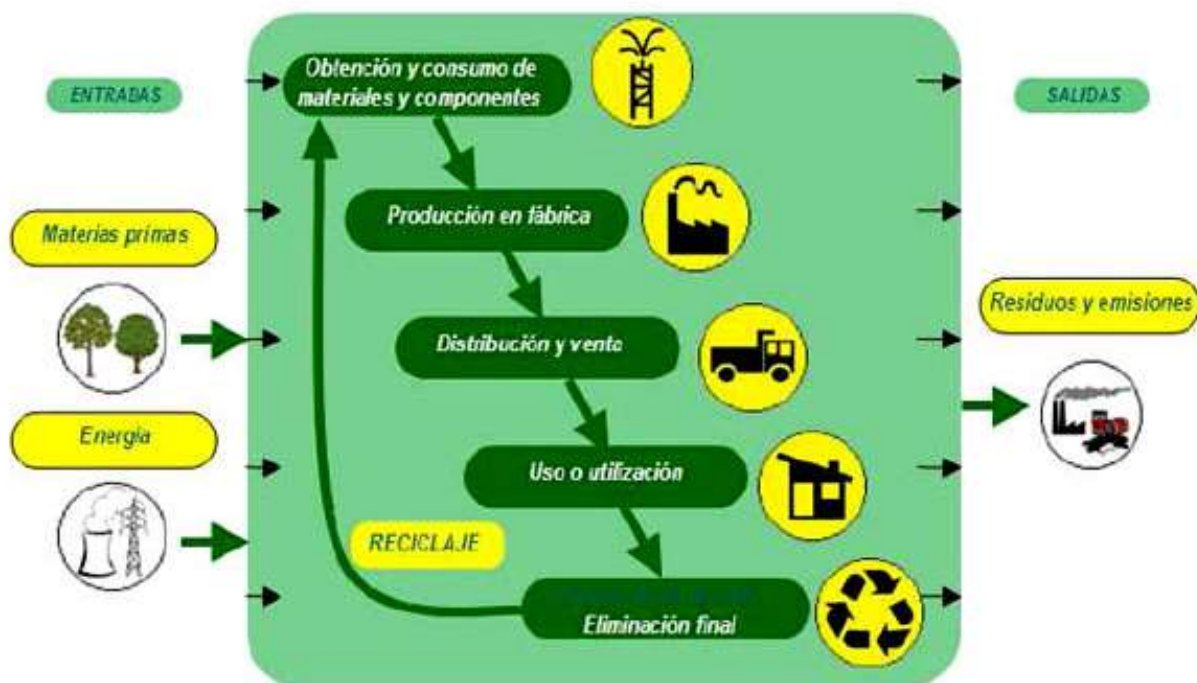 ENTRADAS
Obtención y consumo de
materiales y componentes
SALIDAS
Materias primas
Producción en fábrica
Residuos y emisiones
Distribución y venta
Energía
Uso o utilización
RECICLAJE
Eliminación final